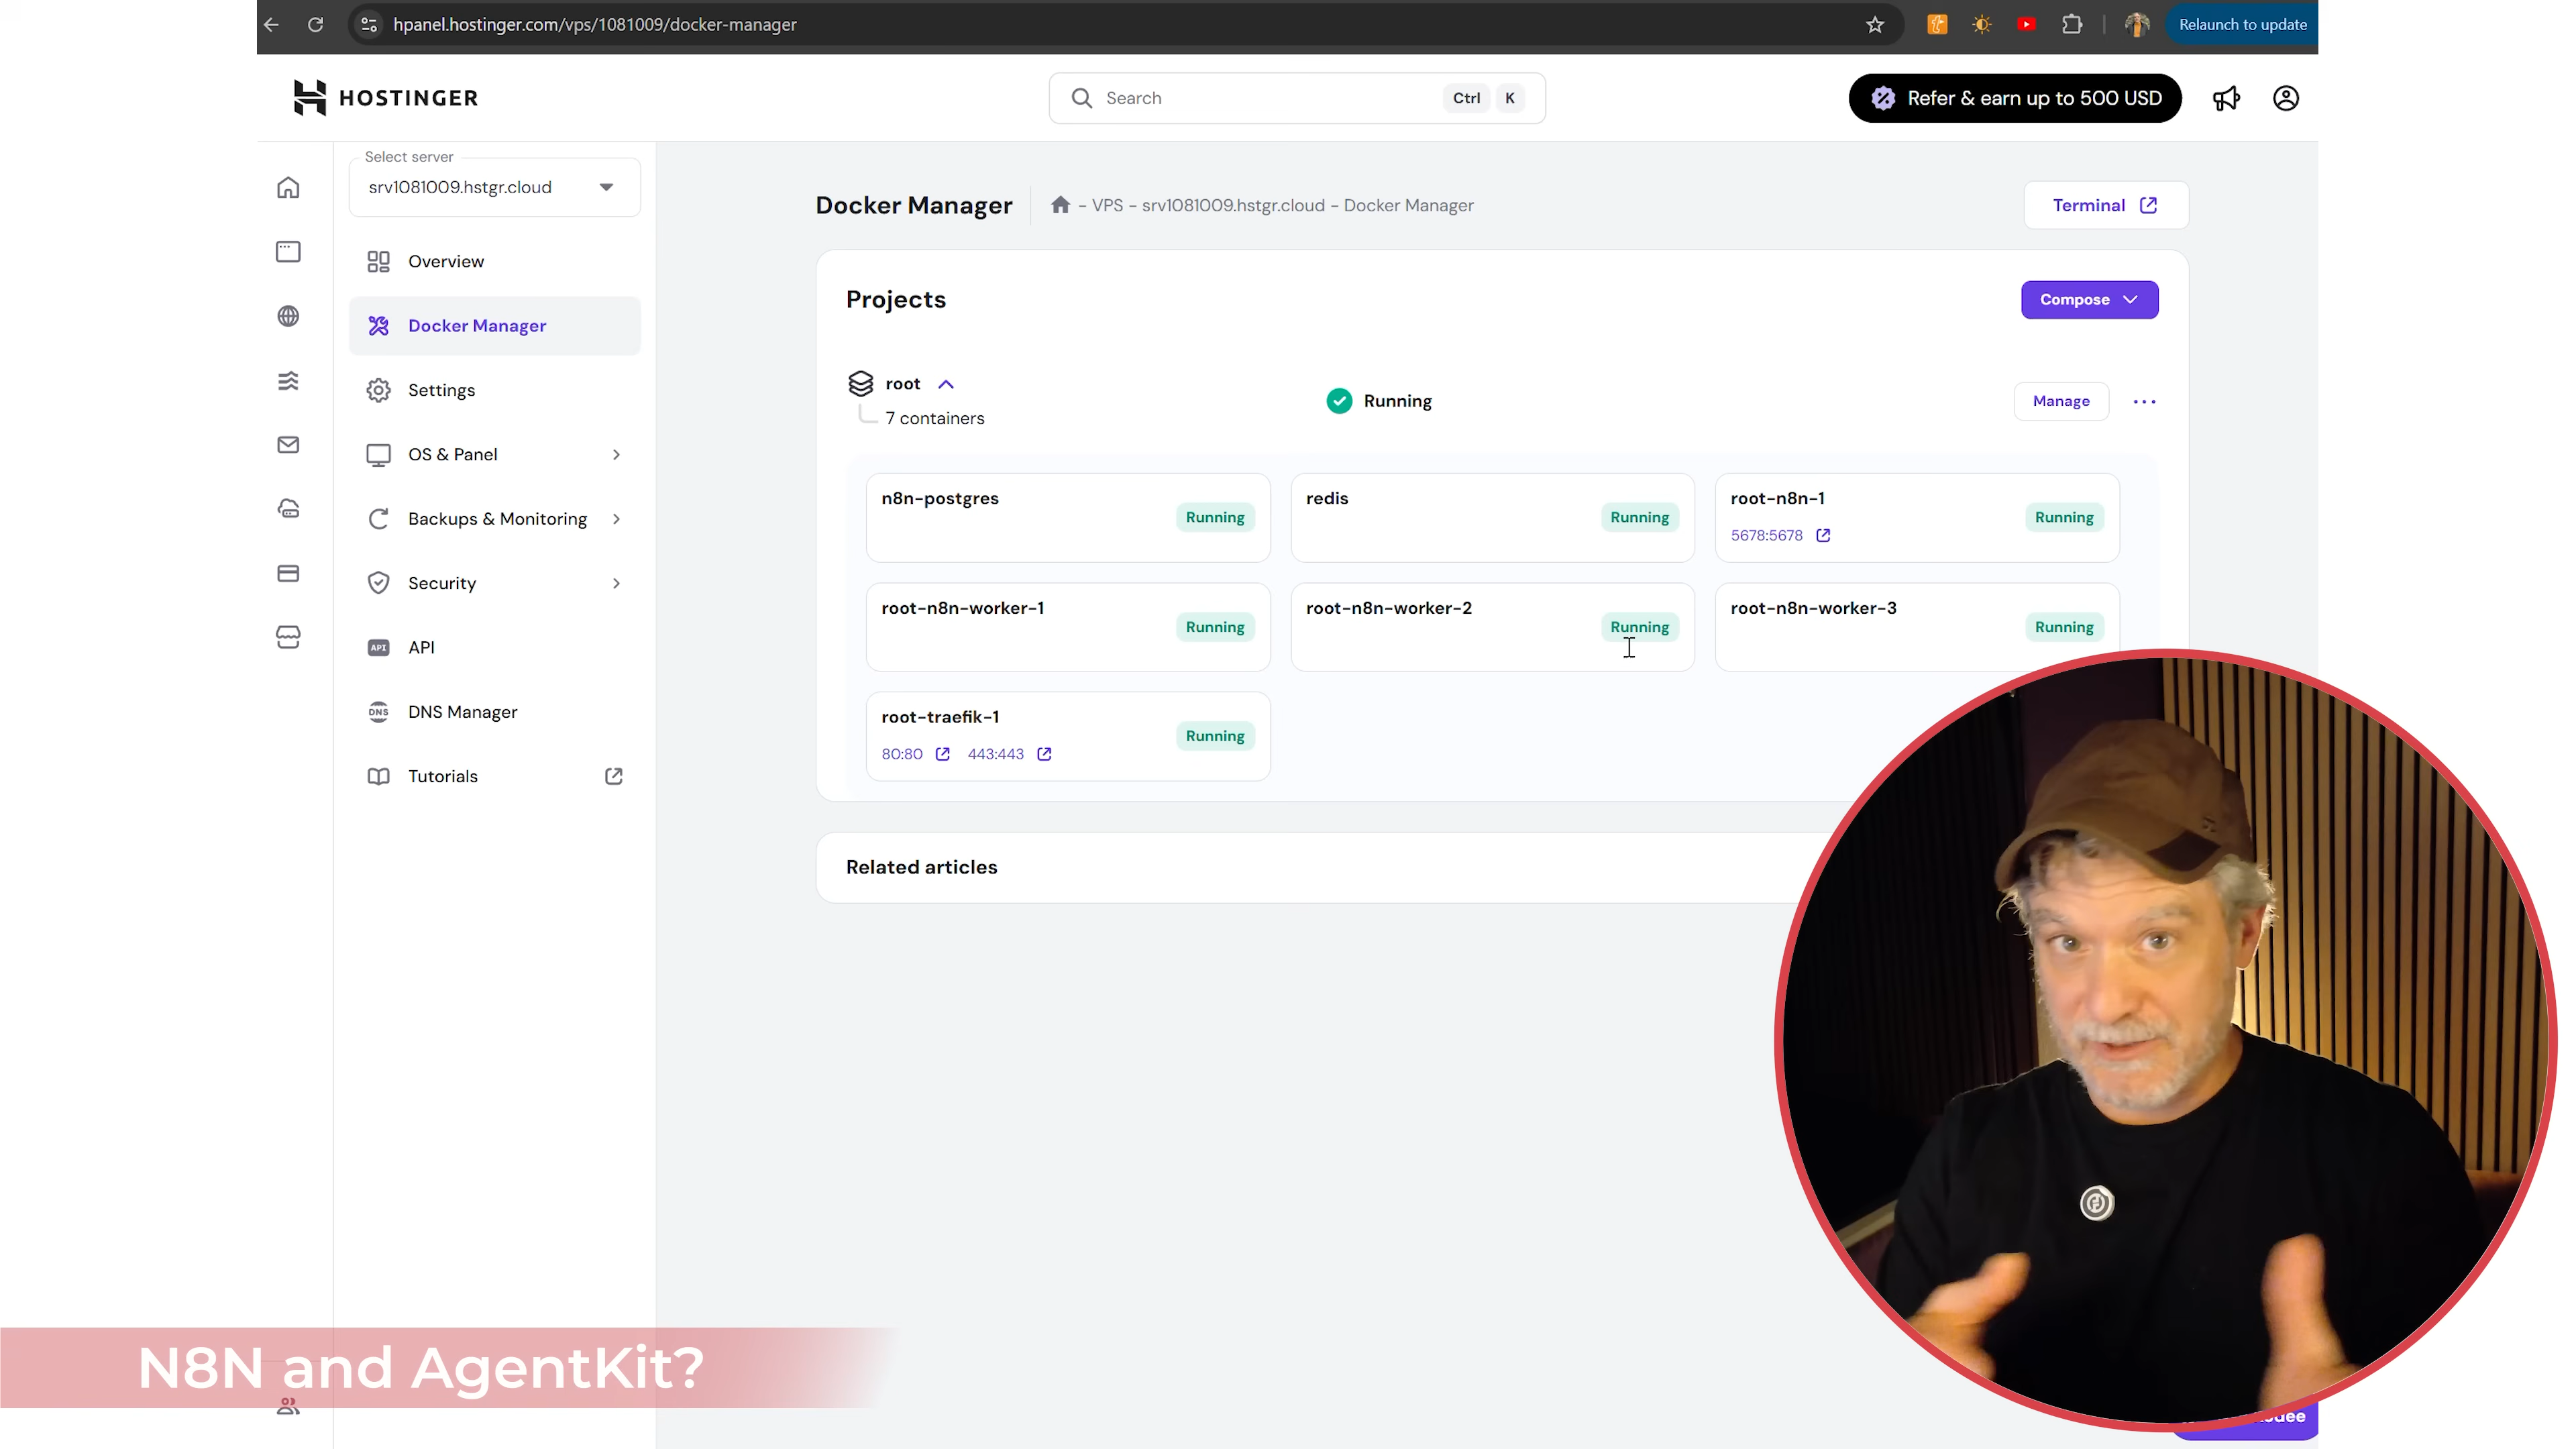 hpanel.hostinger.com/vps/1081009/docker-manager
Relaunch to update
HOSTINGER
Search
Ctrl
K
Refer & earn up to 500 USD
Select server
srv1081009.hstgr.cloud
Overview
Docker Manager
Settings
OS & Panel
Backups & Monitoring
Security
API
API
DNS
DNS Manager
Tutorials
Docker Manager
- VPS - srv1081009.hstgr.cloud - Docker Manager
Terminal
Projects
Compose
root
7 containers
Running
Manage
n8n-postgres
Running
redis
Running
root-n8n-1
5678:5678
Running
root-n8n-worker-1
Running
root-n8n-worker-2
Running
root-n8n-worker-3
Running
root-traefik-1
80:80
443:443
Running
Related articles
N8N and AgentKit?